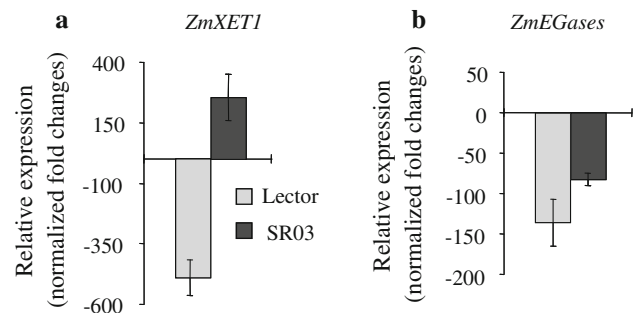 a
ZmXET1
Relative expression
(normalized fold changes)
400
150
-100
-350
-600
Lector
SR03
b
ZmEGases
Relative expression
(normalized fold changes)
50
0
-50
-100
-150
-200